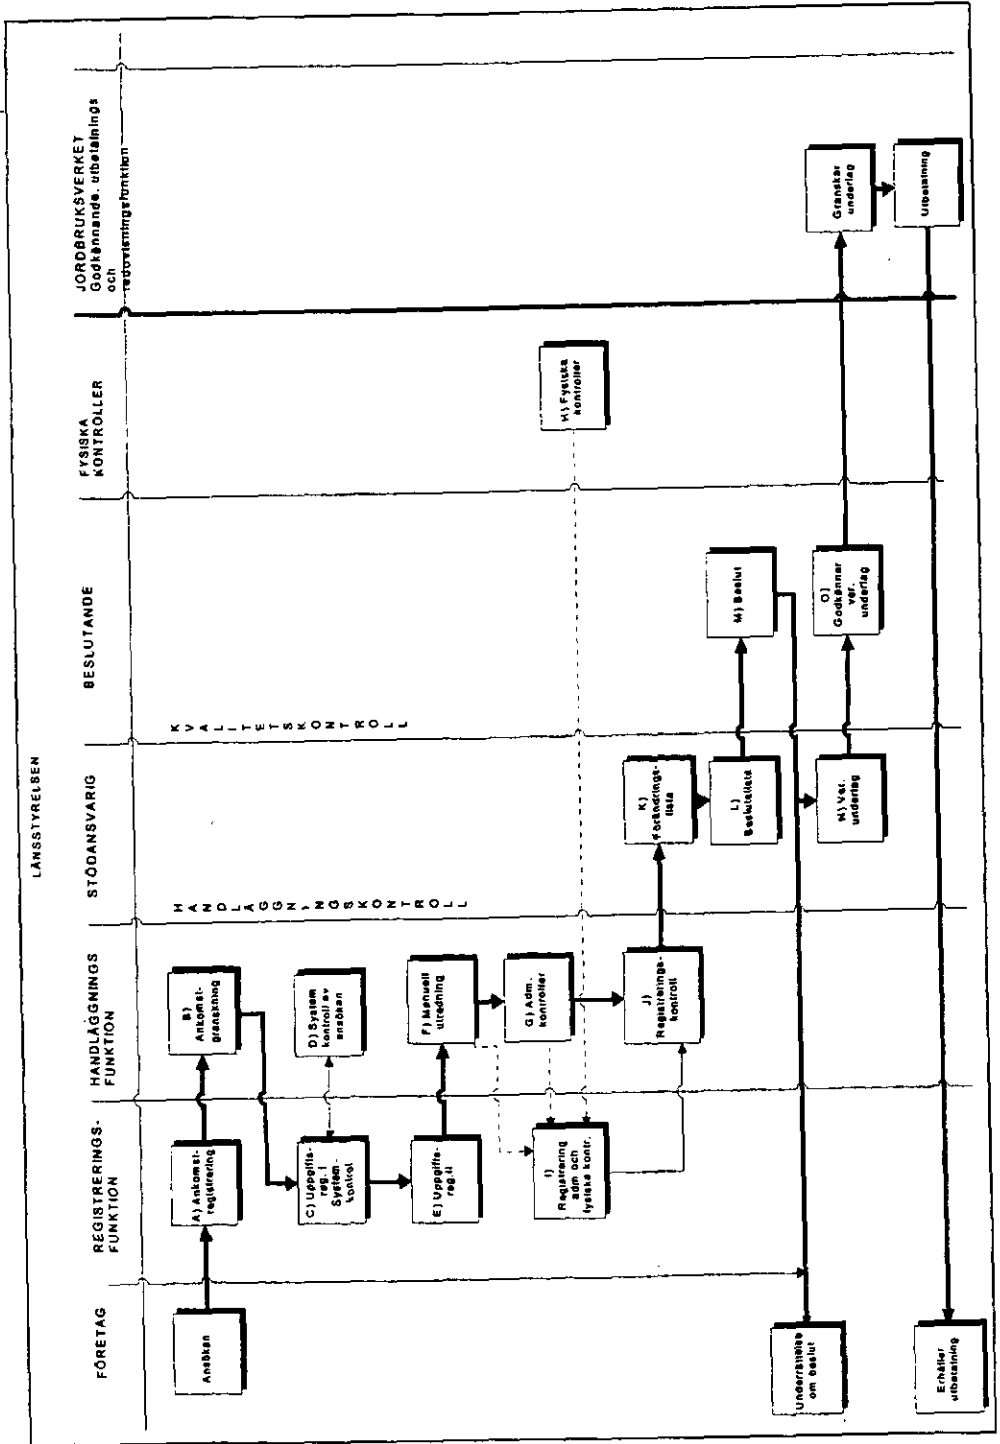 LÄNSSTYRELSEN
FÖRETAG
REGISTRERINGS-
FUNKTION
HANDLÄGGNINGS
FUNKTION
STÖDANSVARIG
BESLUTANDE
FYSISKA
KONTROLLER
JORDBRUKSVERKET
Godkännande, utbetalnings
och
redovisningsfunktion
HANDLÄGGNINGSKONTROLL
KVALITETSKONTROLL
Ansökan
A) Ankomst-
registrering
B)
Ankomst-
granskning
C) Uppgifts-
reg. I
System-
kontrol
D) System
kontroll av
ansökan
E) Uppgifts-
reg. II
F) Manuell
utredning
G) Adm.
kontroller
H) Fysiska
kontroller
I)
Registrering
adm och
fysiska kontr.
J)
Registrerings-
kontroll
K)
Förändrings-
lista
L)
Beslutslista
M) Beslut
N) Ver.
underlag
O)
Godkänner
ver.
underlag
Granskar
underlag
Utbetalning
Underrättelse
om beslut
Erhåller
utbetalning